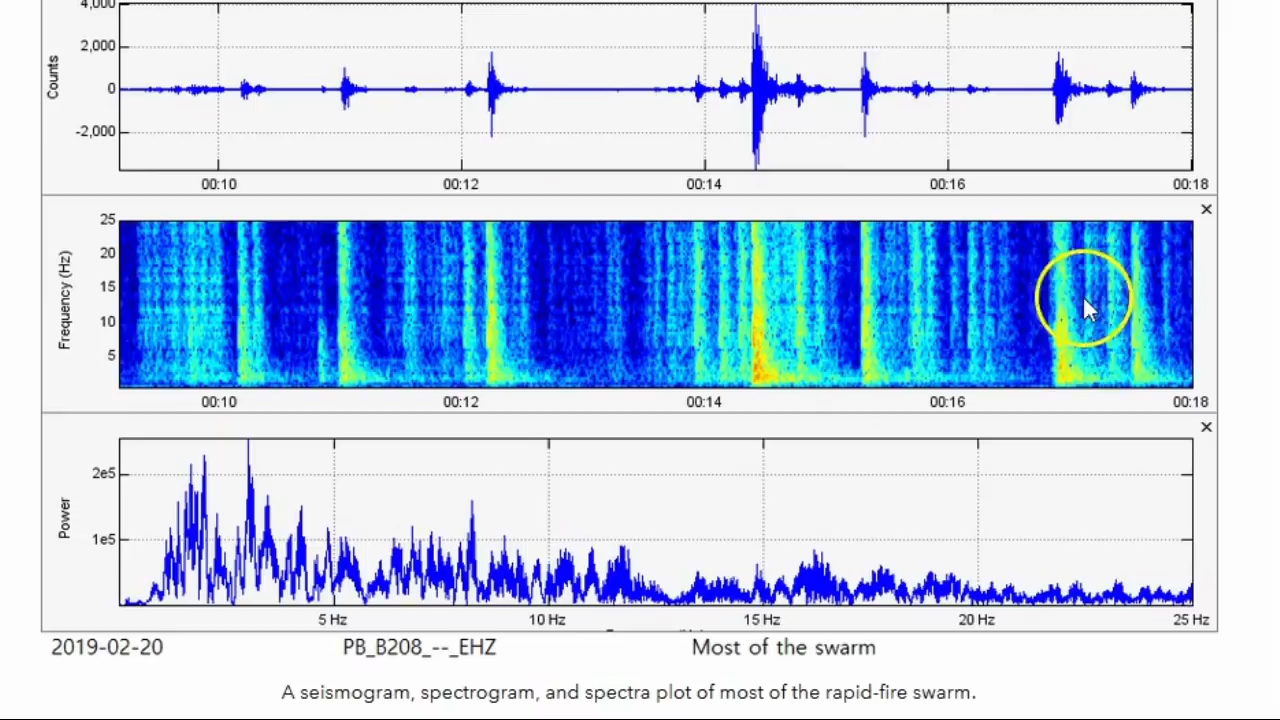 4,000
2,000
0
-2,000
Counts
00:10 00:12 00:14 00:16 00:18
25
20
15
10
5
Frequency (Hz)
00:10 00:12 00:14 00:16 00:18
2e5
1e5
Power
5 Hz 10 Hz 15 Hz 20 Hz 25 Hz
2019-02-20 PB_B208_--_EHZ Most of the swarm
A seismogram, spectrogram, and spectra plot of most of the rapid-fire swarm.